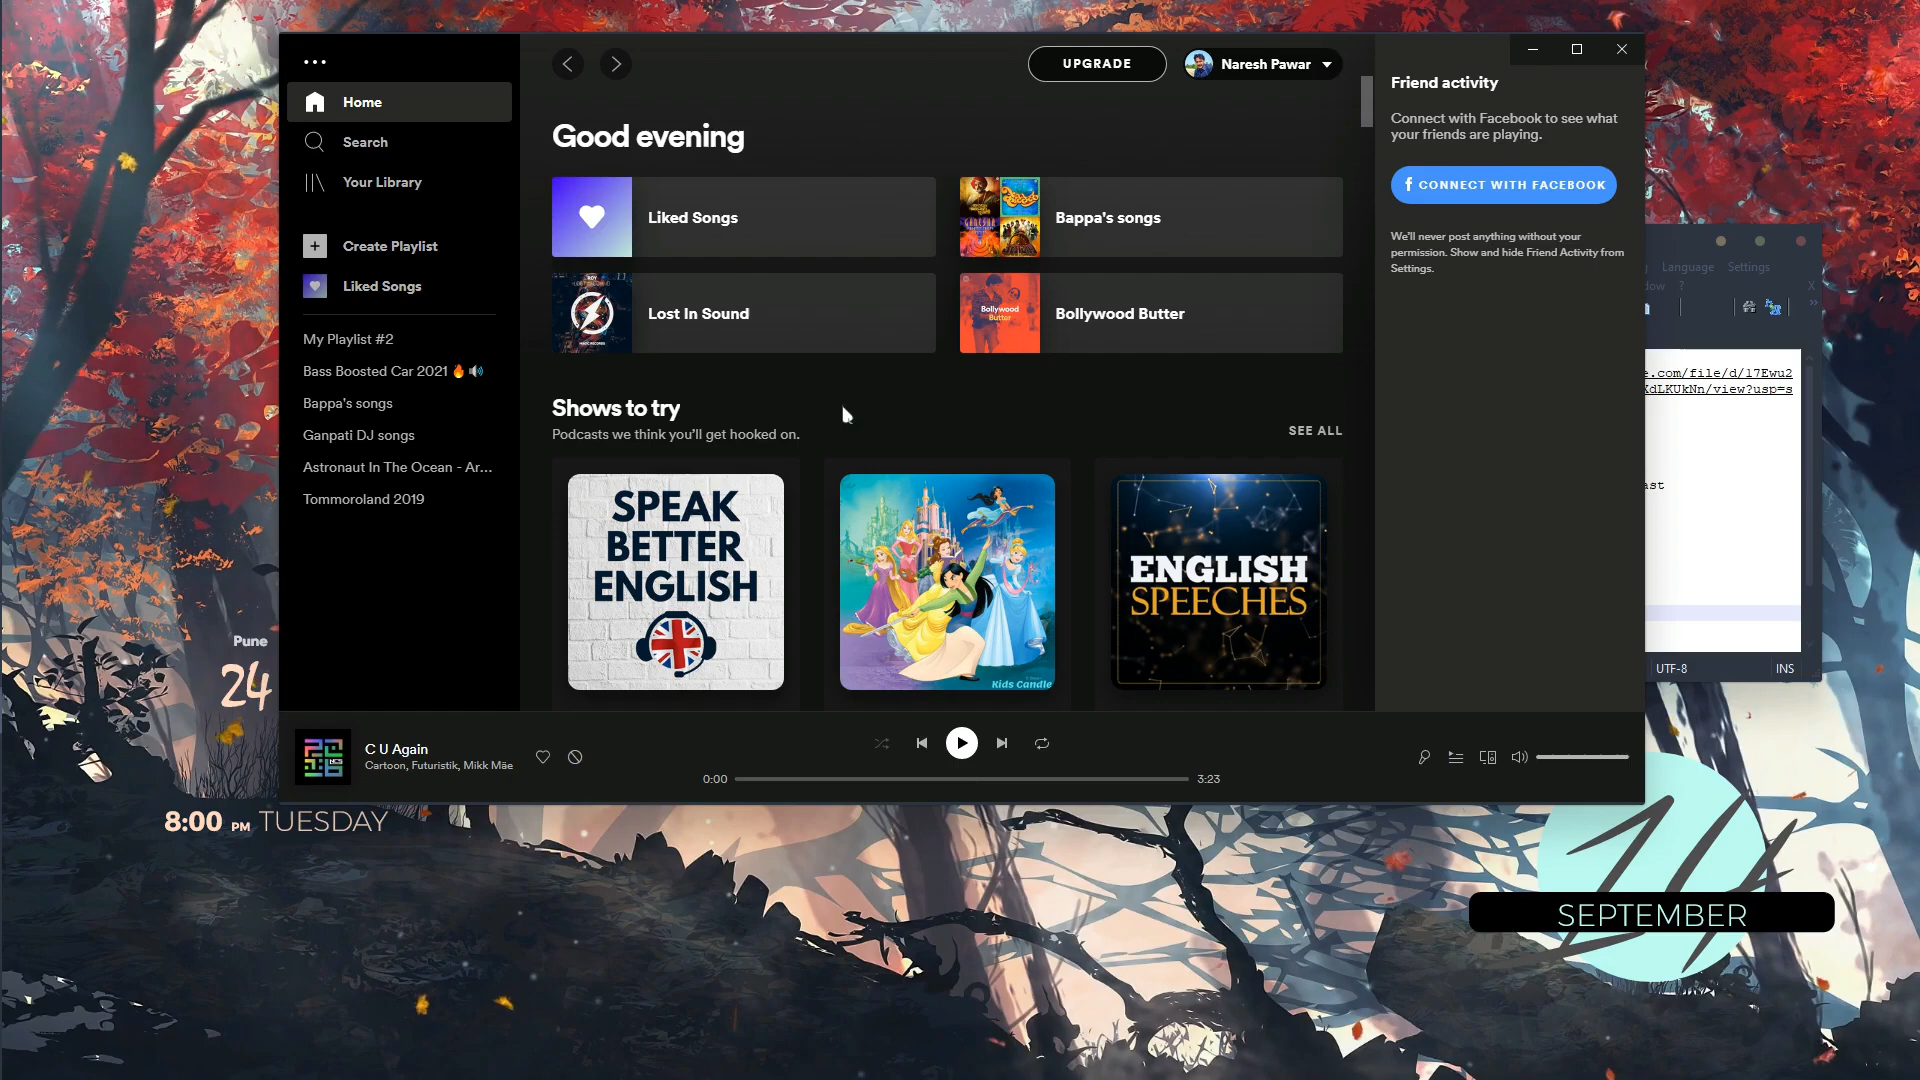 UPGRADE
Naresh Pawar
Friend activity
Home
Connect with Facebook to see what
your friends are playing.
Search
Good evening
Your Library
CONNECT WITH FACEBOOK
Liked Songs
Bappa's songs
Create Playlist
We'll never post anything without your
permission. Show and hide Friend Activity from
Settings.
Language
Settings
?
X
Liked Songs
Lost In Sound
Bollywood
Butter
Bollywood Butter
My Playlist #2
Bass Boosted Car 2021 🔥🔊
Bappa's songs
Ganpati DJ songs
Astronaut In The Ocean - Ar...
Tommoroland 2019
Shows to try
Podcasts we think you'll get hooked on.
SEE ALL
e.com/file/d/17Ewu2
XdLKUkNn/view?usp=s
ast
SPEAK
BETTER
ENGLISH
Kids Candle
ENGLISH
SPEECHES
UTF-8
INS
Pune
24
C U Again
Cartoon, Futuristik, Mikk Mäe
0:00
3:23
8:00 PM TUESDAY
14
SEPTEMBER